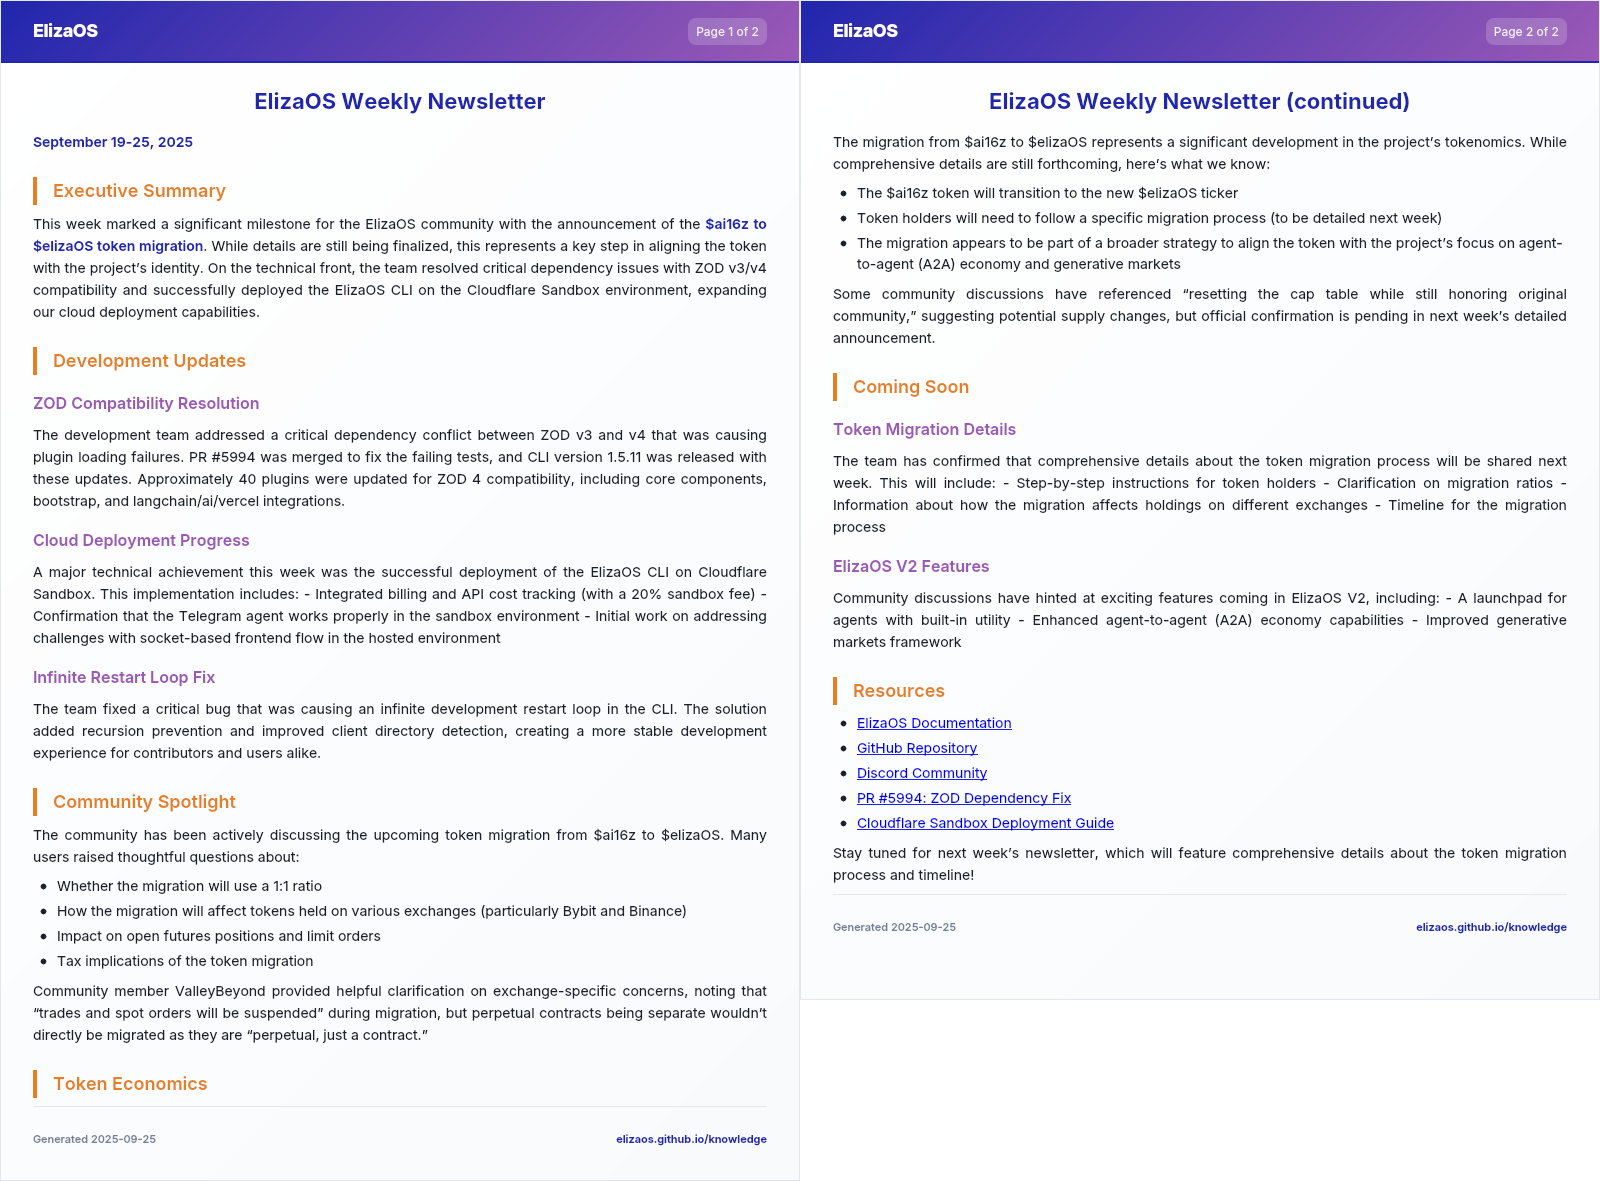 ElizaOS
Page 1 of 2
ElizaOS Weekly Newsletter
September 19-25, 2025
Executive Summary
This week marked a significant milestone for the ElizaOS community with the announcement of the $ai16z to
$elizaOS token migration. While details are still being finalized, this represents a key step in aligning the token
with the project’s identity. On the technical front, the team resolved critical dependency issues with ZOD v3/v4
compatibility and successfully deployed the ElizaOS CLI on the Cloudflare Sandbox environment, expanding
our cloud deployment capabilities.
Development Updates
ZOD Compatibility Resolution
The development team addressed a critical dependency conflict between ZOD v3 and v4 that was causing
plugin loading failures. PR #5994 was merged to fix the failing tests, and CLI version 1.5.11 was released with
these updates. Approximately 40 plugins were updated for ZOD 4 compatibility, including core components,
bootstrap, and langchain/ai/vercel integrations.
Cloud Deployment Progress
A major technical achievement this week was the successful deployment of the ElizaOS CLI on Cloudflare
Sandbox. This implementation includes: - Integrated billing and API cost tracking (with a 20% sandbox fee) -
Confirmation that the Telegram agent works properly in the sandbox environment - Initial work on addressing
challenges with socket-based frontend flow in the hosted environment
Infinite Restart Loop Fix
The team fixed a critical bug that was causing an infinite development restart loop in the CLI. The solution
added recursion prevention and improved client directory detection, creating a more stable development
experience for contributors and users alike.
Community Spotlight
The community has been actively discussing the upcoming token migration from $ai16z to $elizaOS. Many
users raised thoughtful questions about:
• Whether the migration will use a 1:1 ratio
• How the migration will affect tokens held on various exchanges (particularly Bybit and Binance)
• Impact on open futures positions and limit orders
• Tax implications of the token migration
Community member ValleyBeyond provided helpful clarification on exchange-specific concerns, noting that
“trades and spot orders will be suspended” during migration, but perpetual contracts being separate wouldn’t
directly be migrated as they are “perpetual, just a contract.”
Token Economics
Generated 2025-09-25
elizaos.github.io/knowledge
ElizaOS
Page 2 of 2
ElizaOS Weekly Newsletter (continued)
The migration from $ai16z to $elizaOS represents a significant development in the project’s tokenomics. While
comprehensive details are still forthcoming, here’s what we know:
• The $ai16z token will transition to the new $elizaOS ticker
• Token holders will need to follow a specific migration process (to be detailed next week)
• The migration appears to be part of a broader strategy to align the token with the project’s focus on agent-
to-agent (A2A) economy and generative markets
Some community discussions have referenced “resetting the cap table while still honoring original
community,” suggesting potential supply changes, but official confirmation is pending in next week’s detailed
announcement.
Coming Soon
Token Migration Details
The team has confirmed that comprehensive details about the token migration process will be shared next
week. This will include: - Step-by-step instructions for token holders - Clarification on migration ratios -
Information about how the migration affects holdings on different exchanges - Timeline for the migration
process
ElizaOS V2 Features
Community discussions have hinted at exciting features coming in ElizaOS V2, including: - A launchpad for
agents with built-in utility - Enhanced agent-to-agent (A2A) economy capabilities - Improved generative
markets framework
Resources
• ElizaOS Documentation
• GitHub Repository
• Discord Community
• PR #5994: ZOD Dependency Fix
• Cloudflare Sandbox Deployment Guide
Stay tuned for next week’s newsletter, which will feature comprehensive details about the token migration
process and timeline!
Generated 2025-09-25
elizaos.github.io/knowledge